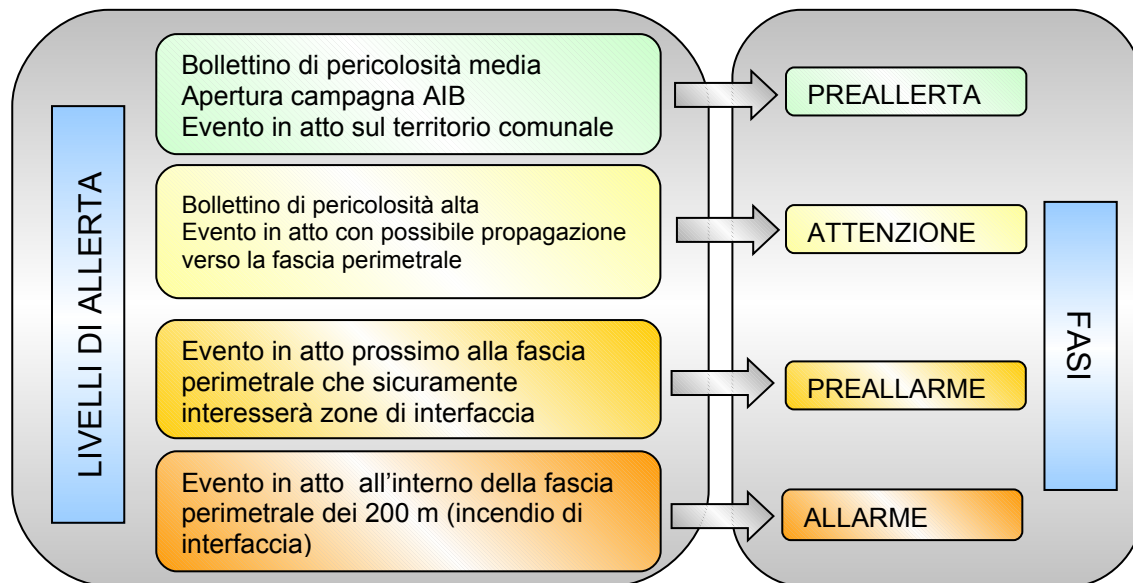 LIVELLI DI ALLERTA
Bollettino di pericolosità media
Apertura campagna AIB
Evento in atto sul territorio comunale
PREALLERTA
Bollettino di pericolosità alta
Evento in atto con possibile propagazione
verso la fascia perimetrale
ATTENZIONE
Evento in atto prossimo alla fascia
perimetrale che sicuramente
interesserà zone di interfaccia
PREALLARME
Evento in atto all’interno della fascia
perimetrale dei 200 m (incendio di
interfaccia)
ALLARME
FASI